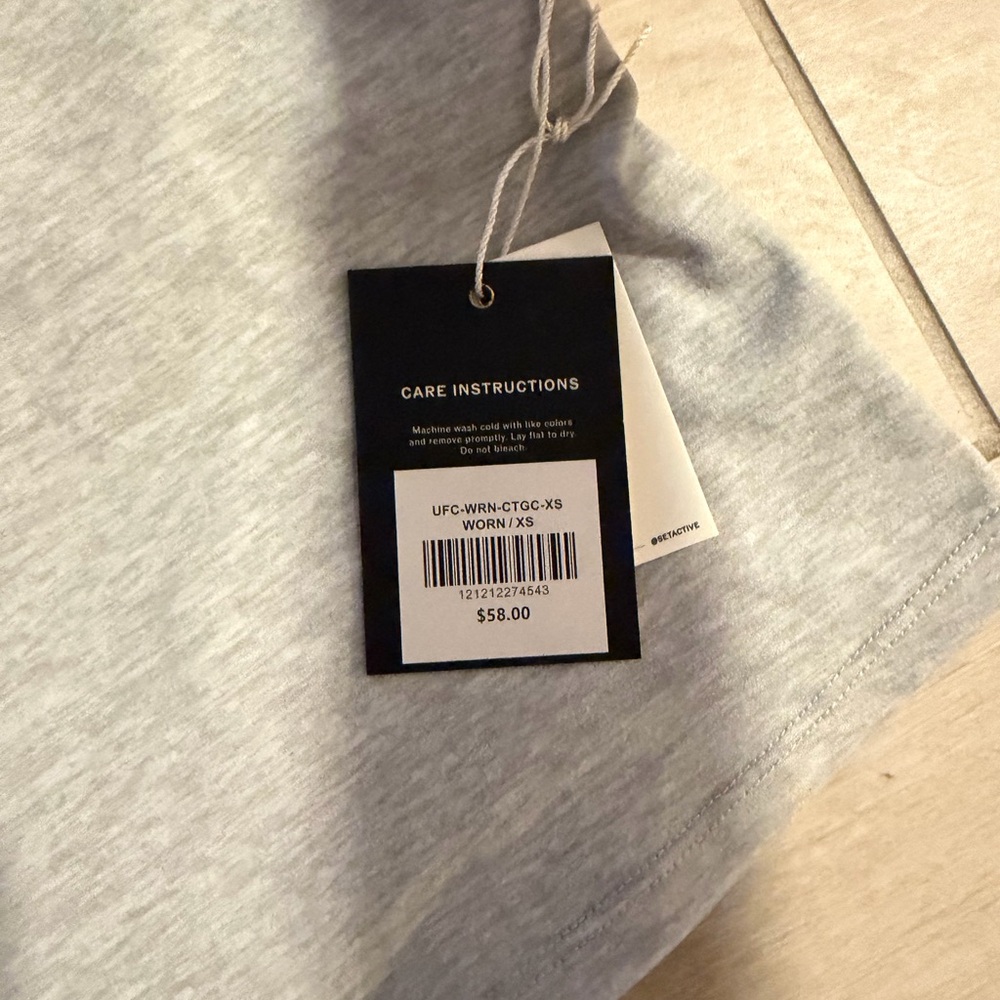 CARE INSTRUCTIONS
Machine wash cold with like colors
and remove promptly. Lay flat to dry.
Do not bleach.
UFC-WRN-CTGC-XS
WORN / XS
121212274543
$58.00
@SETACTIVE